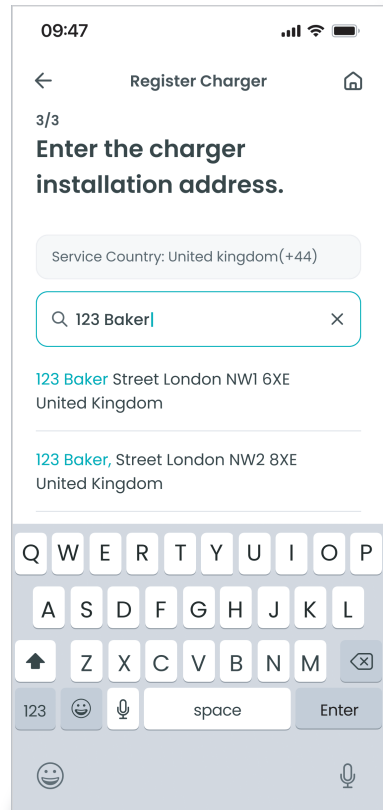 09:47
Register Charger
3/3
Enter the charger
installation address.
Service Country: United kingdom(+44)
123 Baker
123 Baker Street London NW1 6XE
United Kingdom
123 Baker, Street London NW2 8XE
United Kingdom
Q W E R T Y U I O P
A S D F G H J K L
Z X C V B N M
123 space Enter